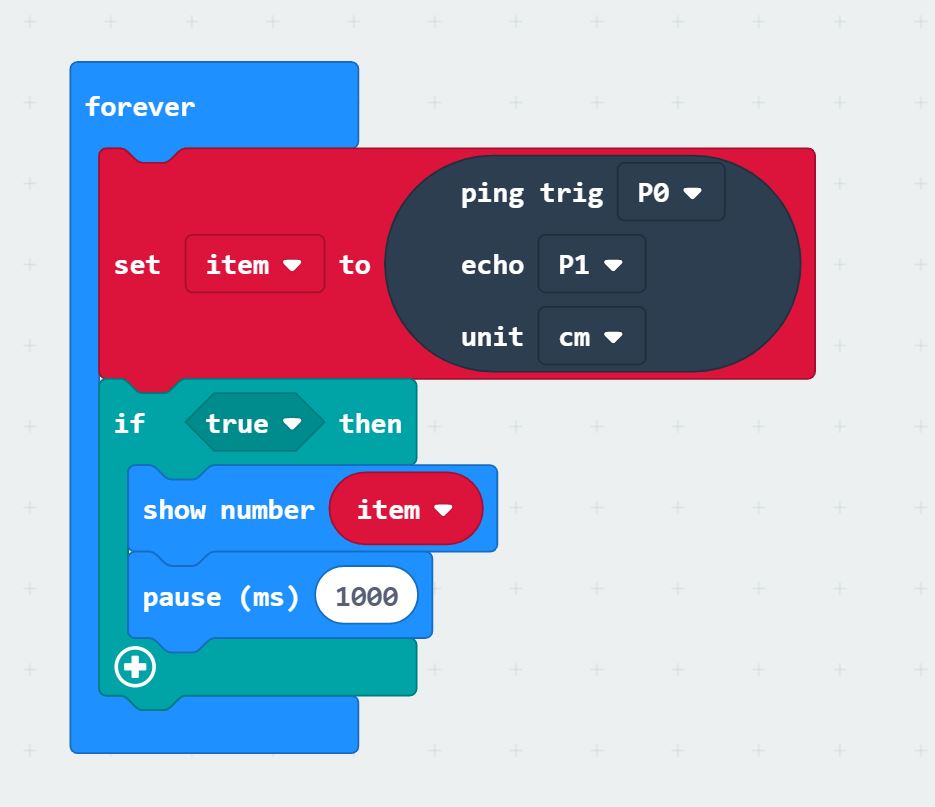 forever
ping trig P0
set item to echo P1
unit cm
if true then
show number item
pause (ms) 1000